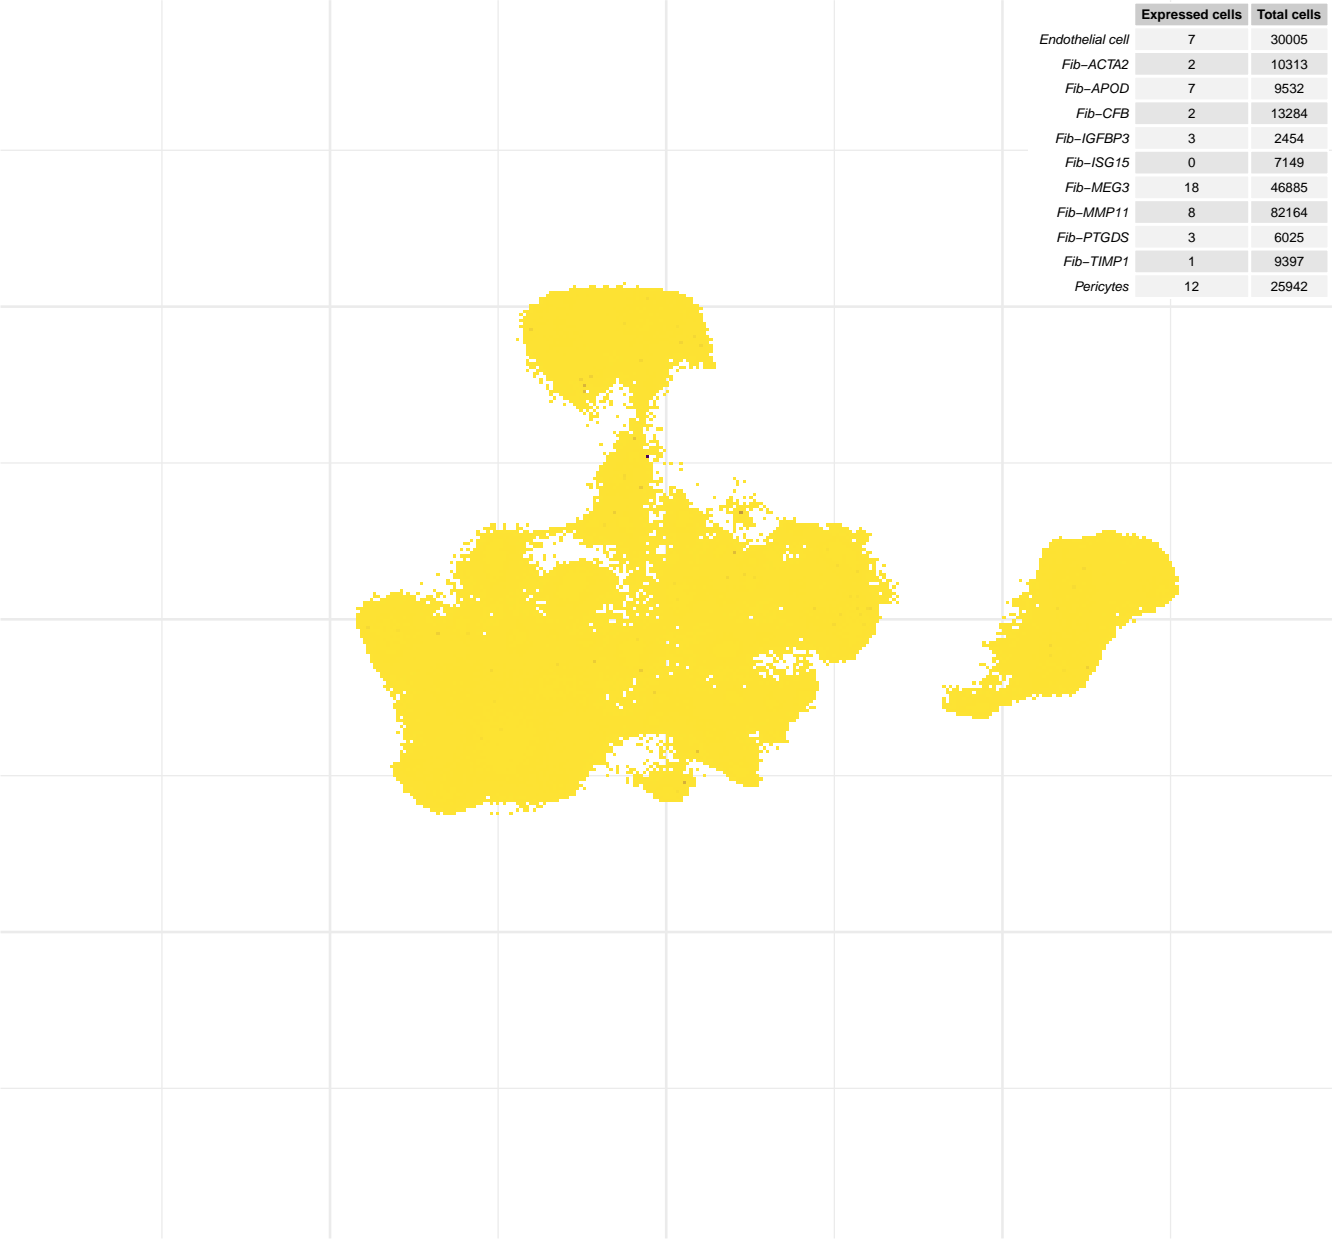 Expressed cells Total cells
Endothelial cell 7 30005
Fib−ACTA2 2 10313
Fib−APOD 7 9532
Fib−CFB 2 13284
Fib−IGFBP3 3 2454
Fib−ISG15 0 7149
Fib−MEG3 18 46885
Fib−MMP11 8 82164
Fib−PTGDS 3 6025
Fib−TIMP1 1 9397
Pericytes 12 25942